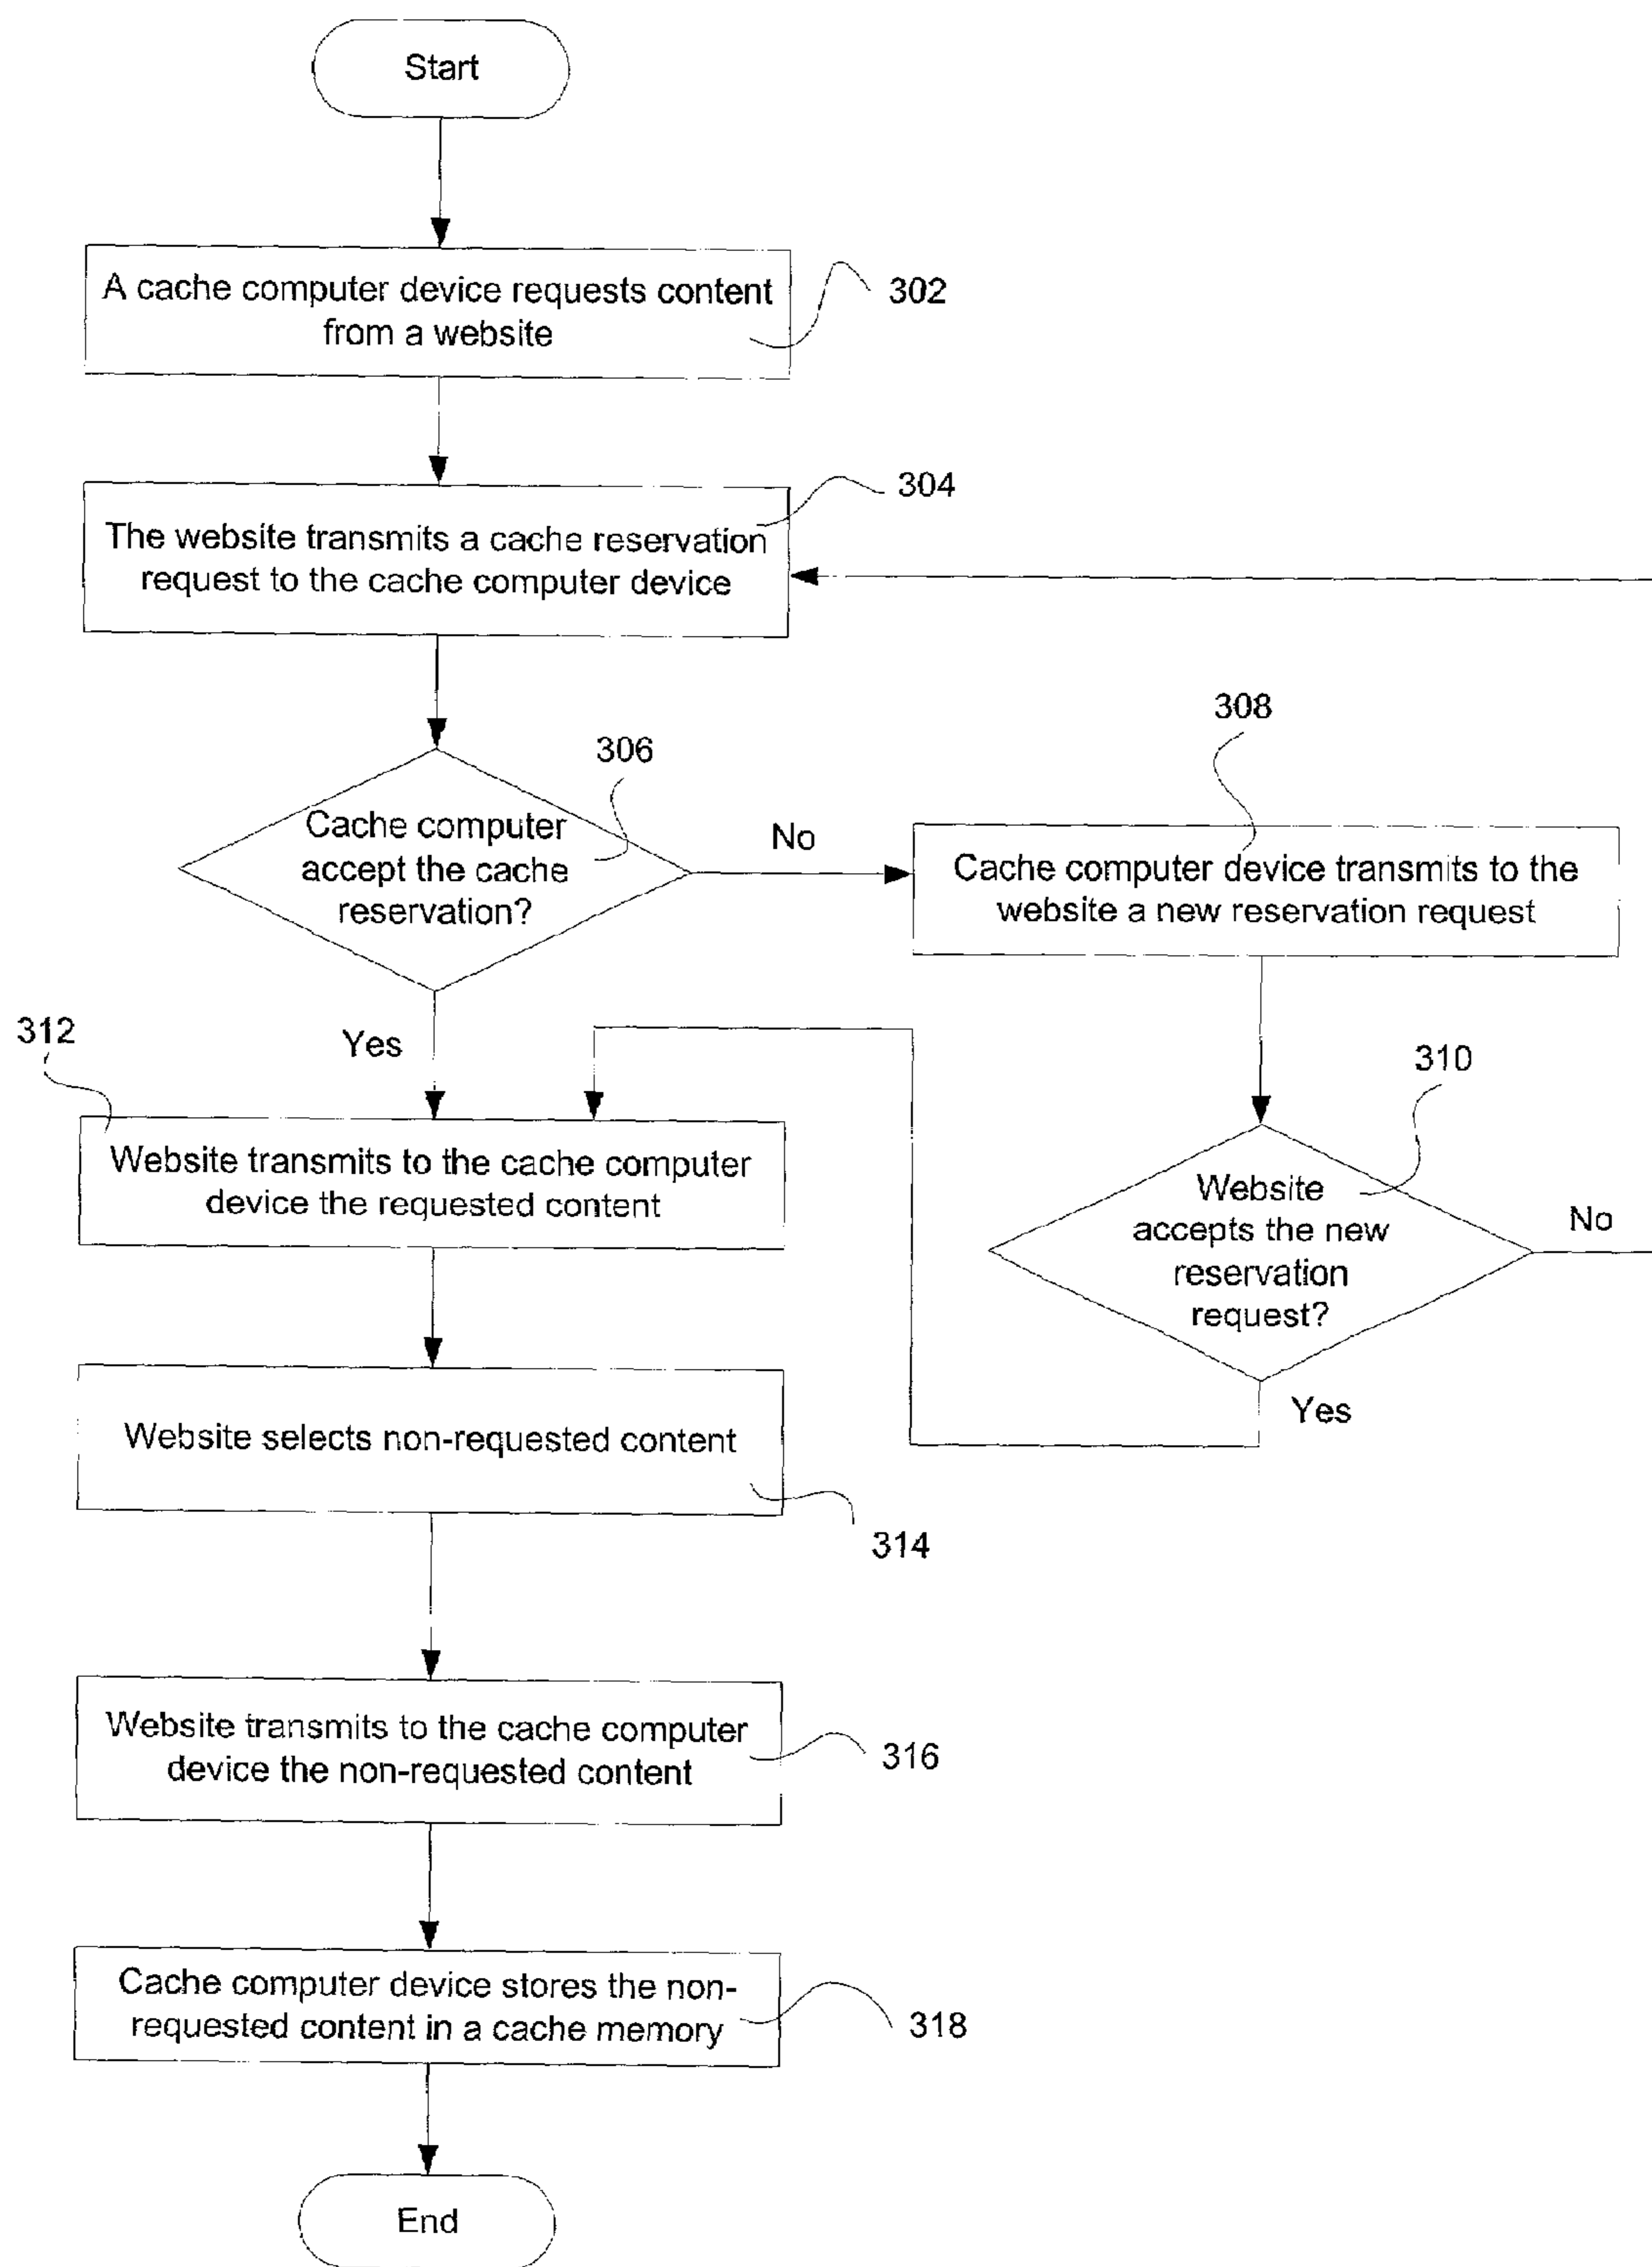 Start
A cache computer device requests content
from a website
302
304
The website transmits a cache reservation
request to the cache computer device
306
Cache computer
accept the cache
reservation?
No
308
Cache computer device transmits to the
website a new reservation request
Yes
312
310
Website
accepts the new
reservation
request?
No
Yes
Website transmits to the cache computer
device the requested content
Website selects non-requested content
314
Website transmits to the cache computer
device the non-requested content
316
Cache computer device stores the non-
requested content in a cache memory
318
End